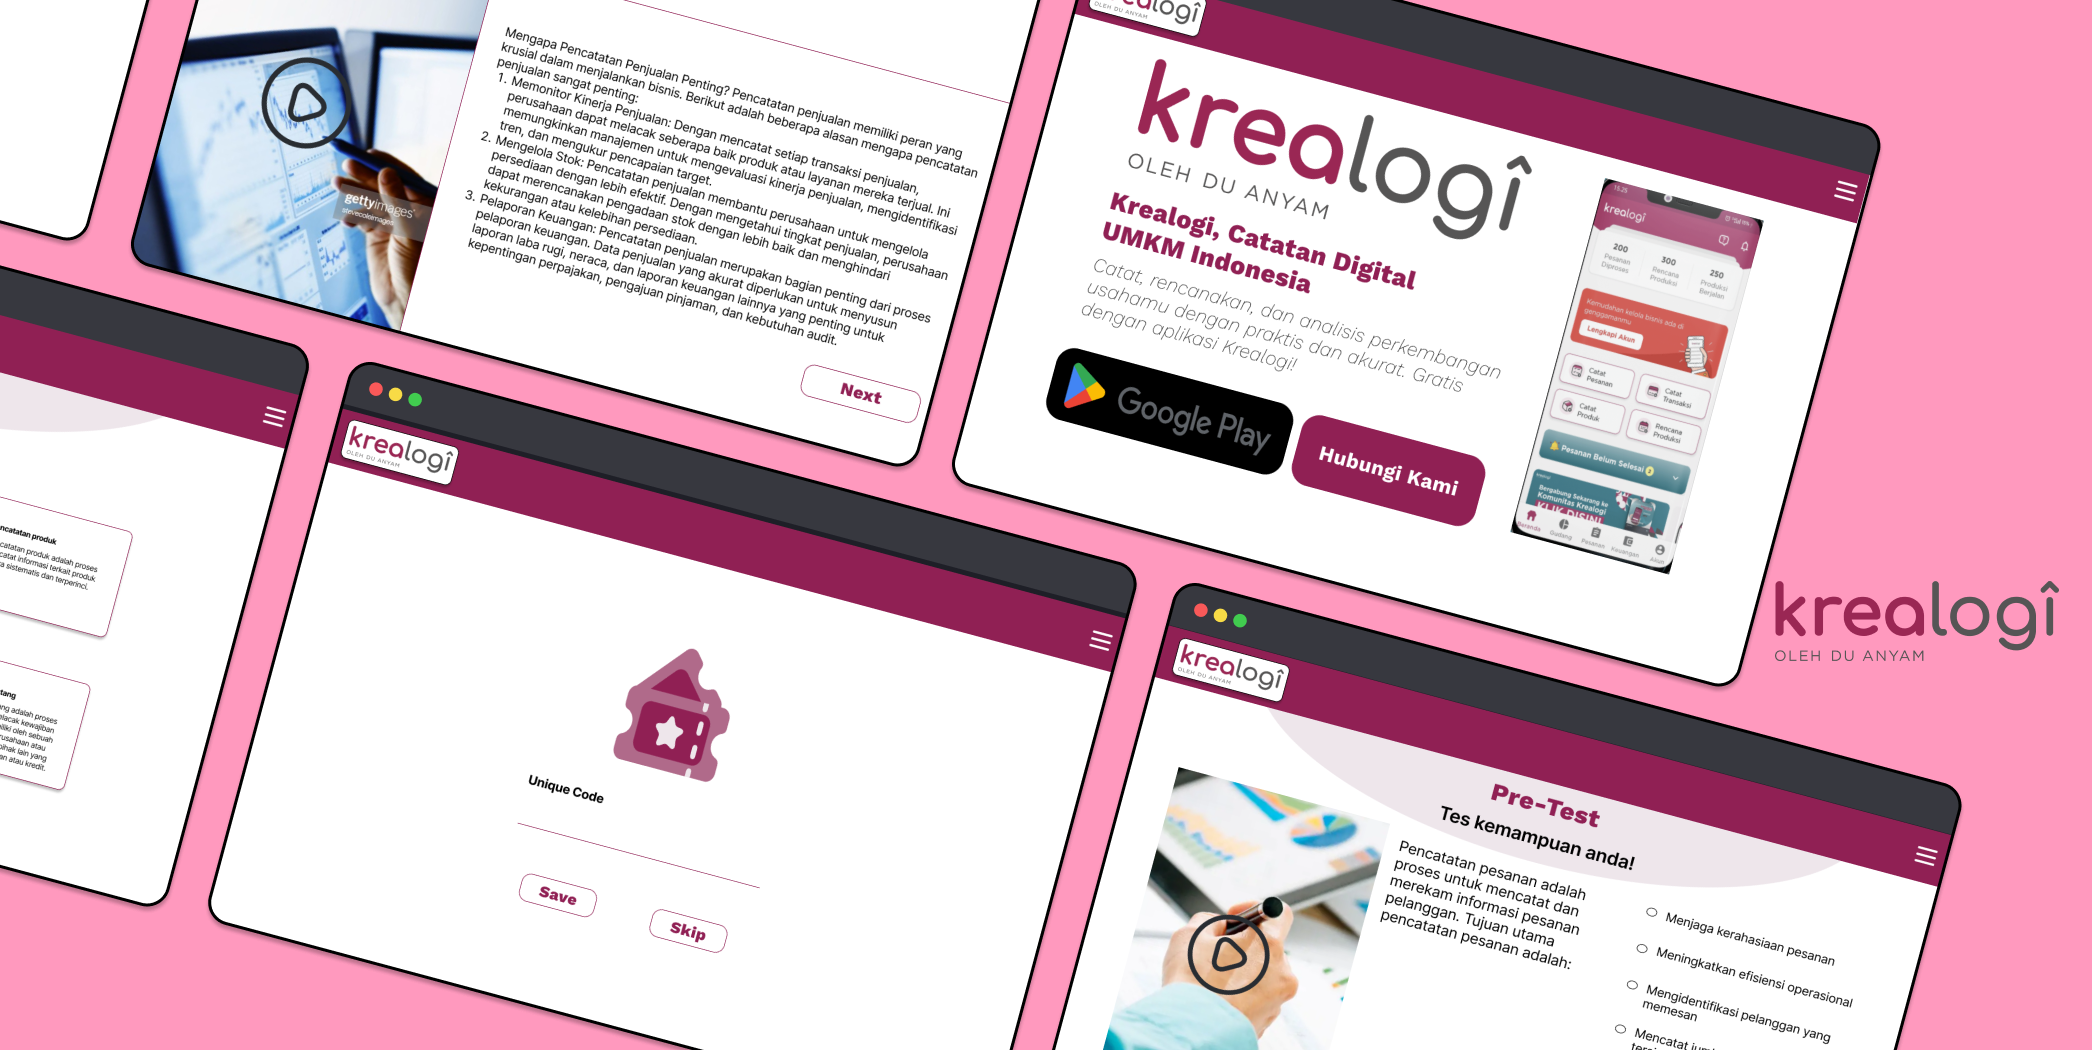 Mengapa Pencatatan Penjualan Penting? Pencatatan penjualan memiliki peran yang
krusial dalam menjalankan bisnis. Berikut adalah beberapa alasan mengapa pencatatan
penjualan sangat penting:
1. Memonitor Kinerja Penjualan: Dengan mencatat setiap transaksi penjualan,
perusahaan dapat melacak seberapa baik produk atau layanan mereka terjual. Ini
memungkinkan manajemen untuk mengevaluasi kinerja penjualan, mengidentifikasi
tren, dan mengukur pencapaian target.
2. Mengelola Stok: Pencatatan penjualan membantu perusahaan untuk mengelola
persediaan dengan lebih efektif. Dengan mengetahui tingkat penjualan, perusahaan
dapat merencanakan pengadaan stok dengan lebih baik dan menghindari
kekurangan atau kelebihan persediaan.
3. Pelaporan Keuangan: Pencatatan penjualan merupakan bagian penting dari proses
pelaporan keuangan. Data penjualan yang akurat diperlukan untuk menyusun
laporan laba rugi, neraca, dan laporan keuangan lainnya yang penting untuk
kepentingan perpajakan, pengajuan pinjaman, dan kebutuhan audit.
gettyimages
stevecoleimages
Next
OLEH DU ANYAM
krealogi
OLEH DU ANYAM
Krealogi, Catatan Digital
UMKM Indonesia
Catat, rencanakan, dan analisis perkembangan
usahamu dengan praktis dan akurat. Gratis
dengan aplikasi Krealogi!
Google Play
Hubungi Kami
15.25
krealogi
200
Pesanan
Diproses
300
Rencana
Produksi
250
Produksi
Berjalan
Kemudahan kelola bisnis ada di
genggamanmu
Lengkapi Akun
Catat
Pesanan
Catat
Transaksi
Catat
Produk
Rencana
Produksi
Pesanan Belum Selesai
Bergabung Sekarang ke
Komunitas Krealogi
KLIK DISINI
Beranda
Gudang
Pesanan
Keuangan
Akun
krealogî
OLEH DU ANYAM
produk
catatan produk adalah proses
catat informasi terkait produk
a sistematis dan terperinci.
adalah proses
kewajiban
oleh sebuah
atau
pihak lain yang
atau kredit.
krealogî
OLEH DU ANYAM
Unique Code
Save
Skip
krealogî
OLEH DU ANYAM
Pre-Test
Tes kemampuan anda!
Pencatatan pesanan adalah
proses untuk mencatat dan
merekam informasi pesanan
pelanggan. Tujuan utama
pencatatan pesanan adalah:
Menjaga kerahasiaan pesanan
Meningkatkan efisiensi operasional
Mengidentifikasi pelanggan yang
memesan
Mencatat